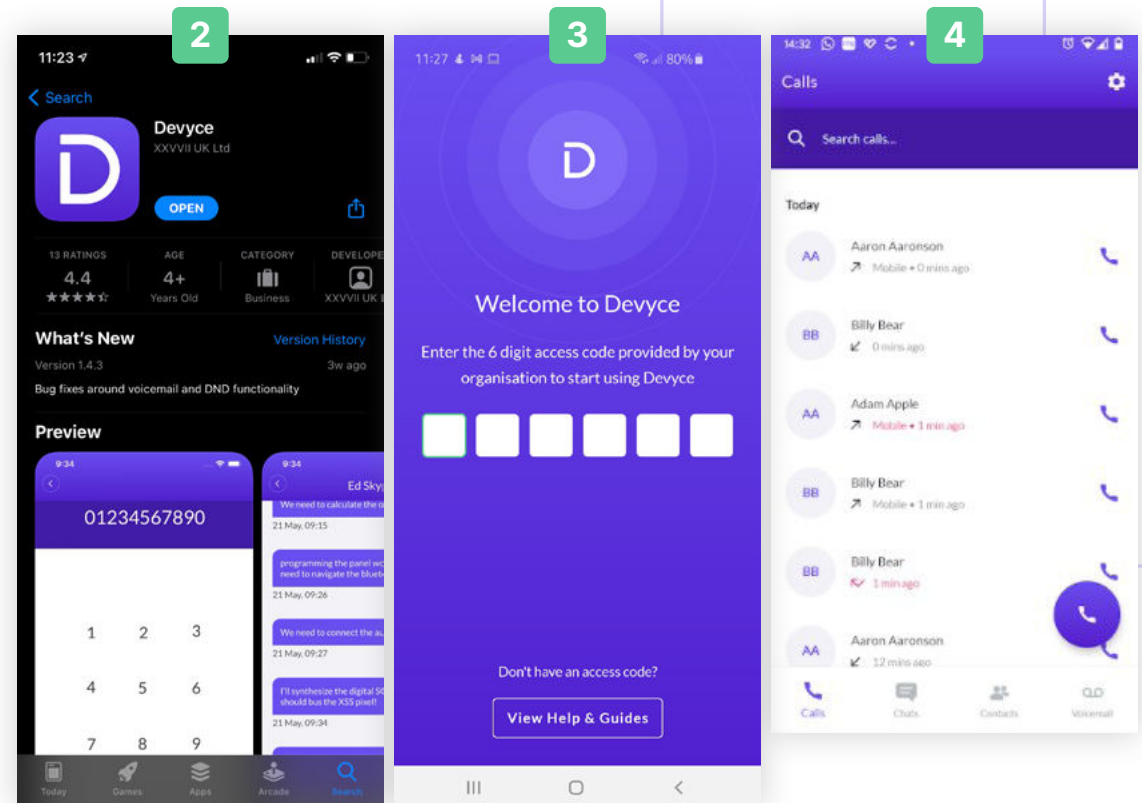 2
11:23
Search
Devyce
XXVVII UK Ltd
OPEN
13 RATINGS AGE CATEGORY DEVELOPE
4.4 4+
Years Old Business XXVVII UK
What's New Version History
Version 1.4.3 3w ago
Bug fixes around voicemail and DND functionality
Preview
9:34
01234567890
1 2 3
4 5 6
7 8 9
9:34
Ed Sky
We need to calculate the
21 May, 09:15
programming the panel
need to navigate the
21 May, 09:26
We need to connect the
21 May, 09:27
I'll synthesize the digital
should bus the XSS pixel!
21 May, 09:34
Today Games Apps Arcade Search
3
11:27 80%
D
Welcome to Devyce
Enter the 6 digit access code provided by your
organisation to start using Devyce
Don't have an access code?
View Help & Guides
4
14:32
Calls
Search calls...
Today
AA Aaron Aaronson
Mobile • 0 mins ago
BB Billy Bear
0 mins ago
AA Adam Apple
Mobile • 1 min ago
BB Billy Bear
Mobile • 1 min ago
BB Billy Bear
1 min ago
AA Aaron Aaronson
12 mins ago
Calls Chats Contacts Voicemail